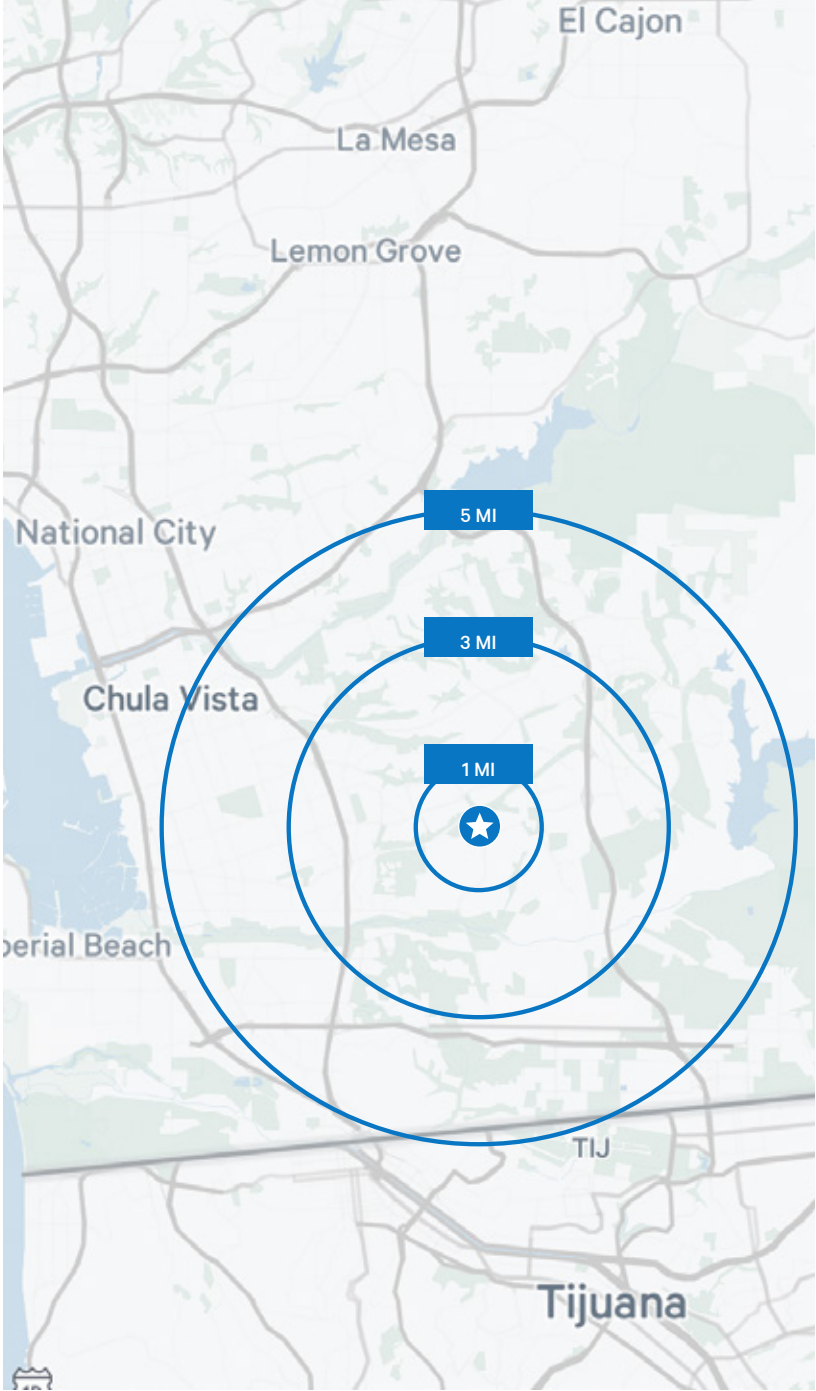 El Cajon
La Mesa
Lemon Grove
5 MI
National City
3 MI
Chula Vista
1 MI
perial Beach
TIJ
Tijuana